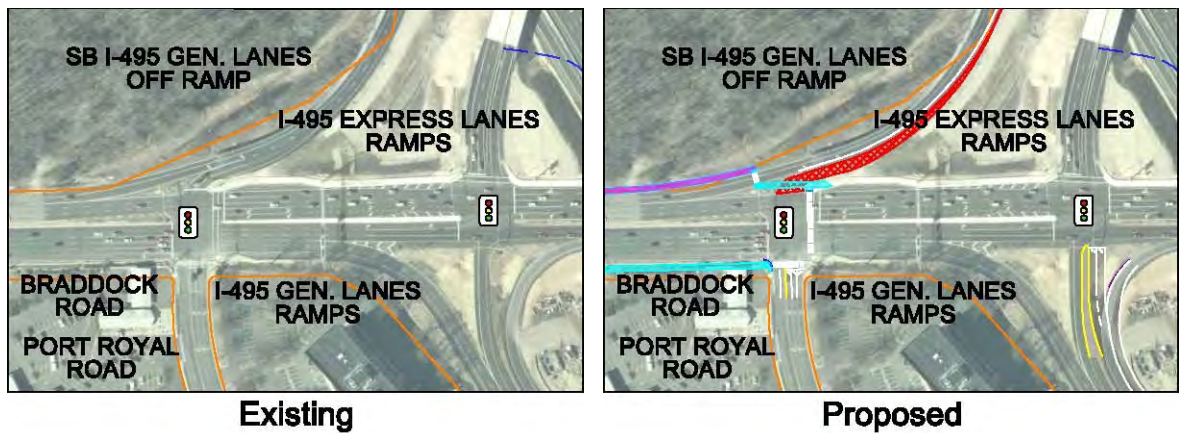 SB I-495 GEN. LANES
OFF RAMP
I-495 EXPRESS LANES
RAMPS
BRADDOCK
ROAD
I-495 GEN. LANES
RAMPS
PORT ROYAL
ROAD
Existing
SB I-495 GEN. LANES
OFF RAMP
I-495 EXPRESS LANES
RAMPS
BRADDOCK
ROAD
I-495 GEN. LANES
RAMPS
PORT ROYAL
ROAD
Proposed